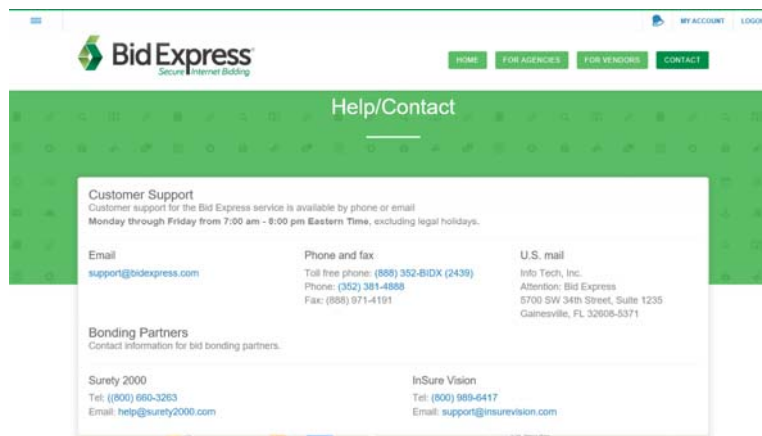 MY ACCOUNT LOGOUT
Bid Express
Secure Internet Bidding
HOME FOR AGENCIES FOR VENDORS CONTACT
Help/Contact
Customer Support
Customer support for the Bid Express service is available by phone or email
Monday through Friday from 7:00 am - 8:00 pm Eastern Time, excluding legal holidays.
Email
support@bidexpress.com
Phone and fax
Toll free phone: (888) 352-BIDX (2439)
Phone: (352) 381-4888
Fax: (888) 971-4191
U.S. mail
Info Tech, Inc.
Attention: Bid Express
5700 SW 34th Street, Suite 1235
Gainesville, FL 32608-5371
Bonding Partners
Contact information for bid bonding partners.
Surety 2000
Tel: ((800) 660-3263
Email: help@surety2000.com
InSure Vision
Tel: (800) 989-6417
Email: support@insurevision.com